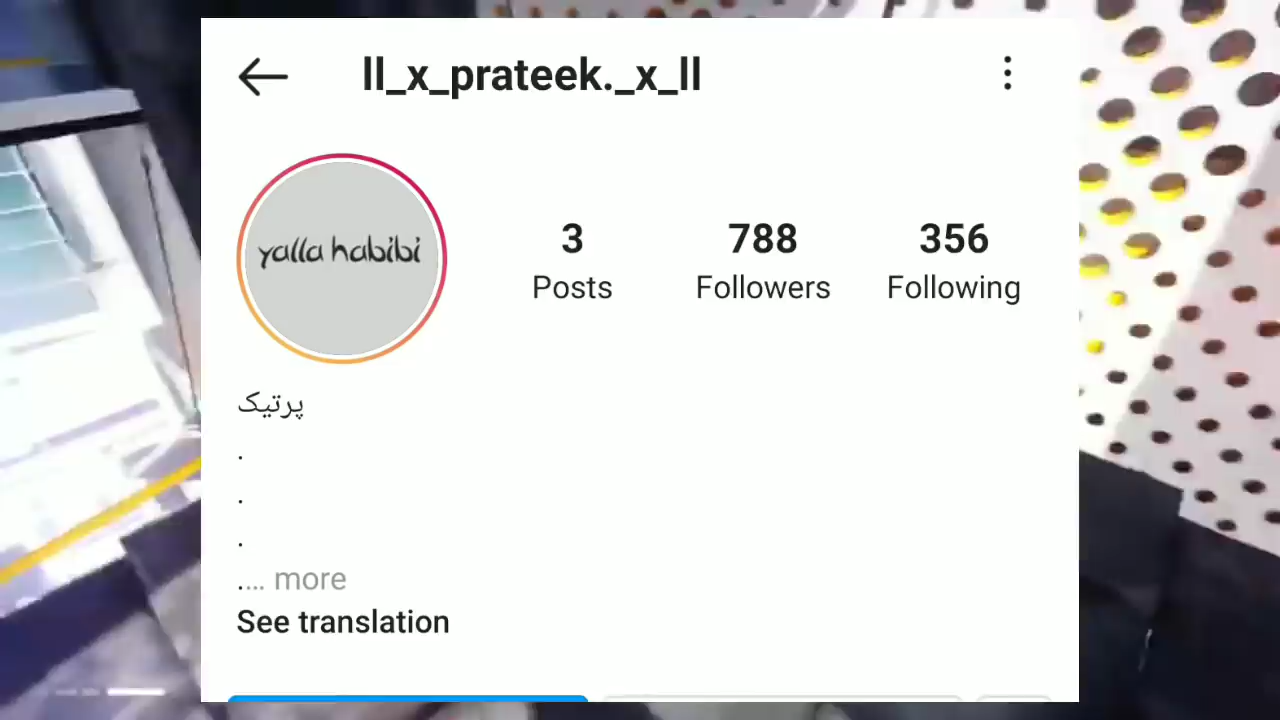 ll_x_prateek._x_ll
yalla habibi
3
Posts
788
Followers
356
Following
پرتیک
.
.
.
.... more
See translation